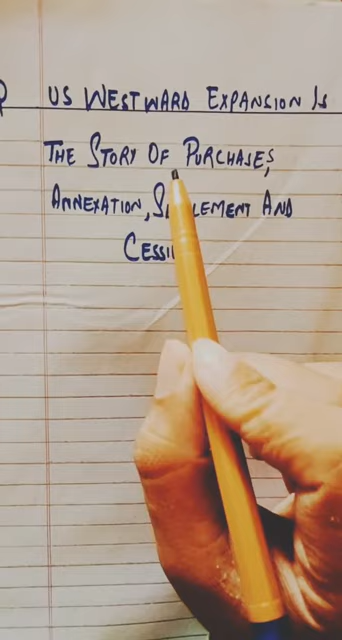 US WESTWARD EXPANSION IS
THE STORY OF PURCHASES,
ANNEXATION, AND